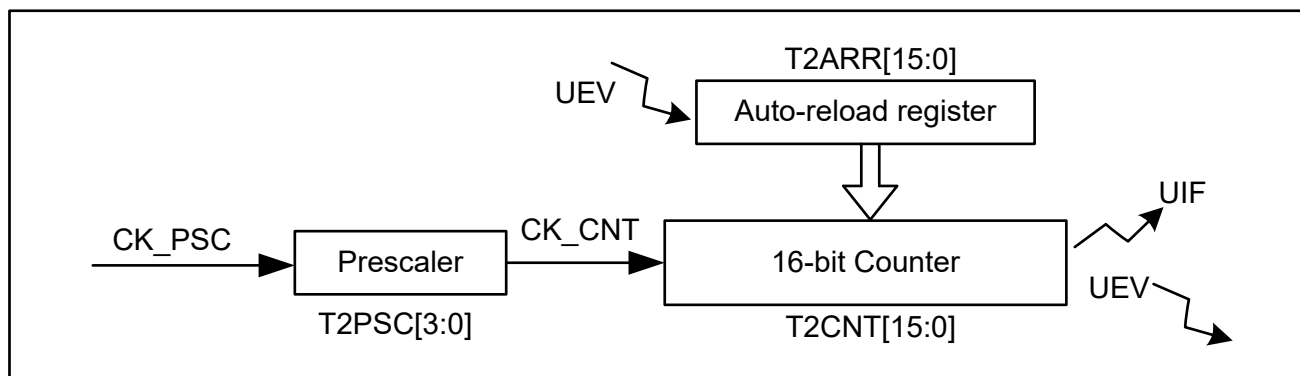 T2ARR[15:0]
UEV
Auto-reload register
UIF
CK_PSC
CK_CNT
Prescaler
16-bit Counter
UEV
T2PSC[3:0]
T2CNT[15:0]